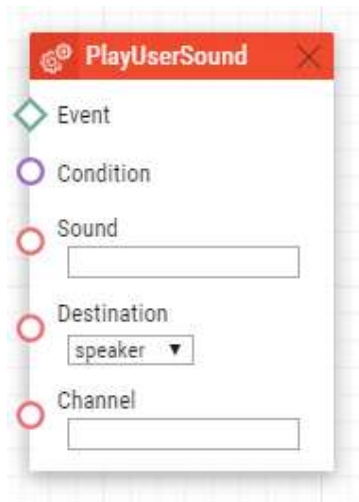 PlayUserSound
Event
Condition
Sound
Destination
speaker
Channel